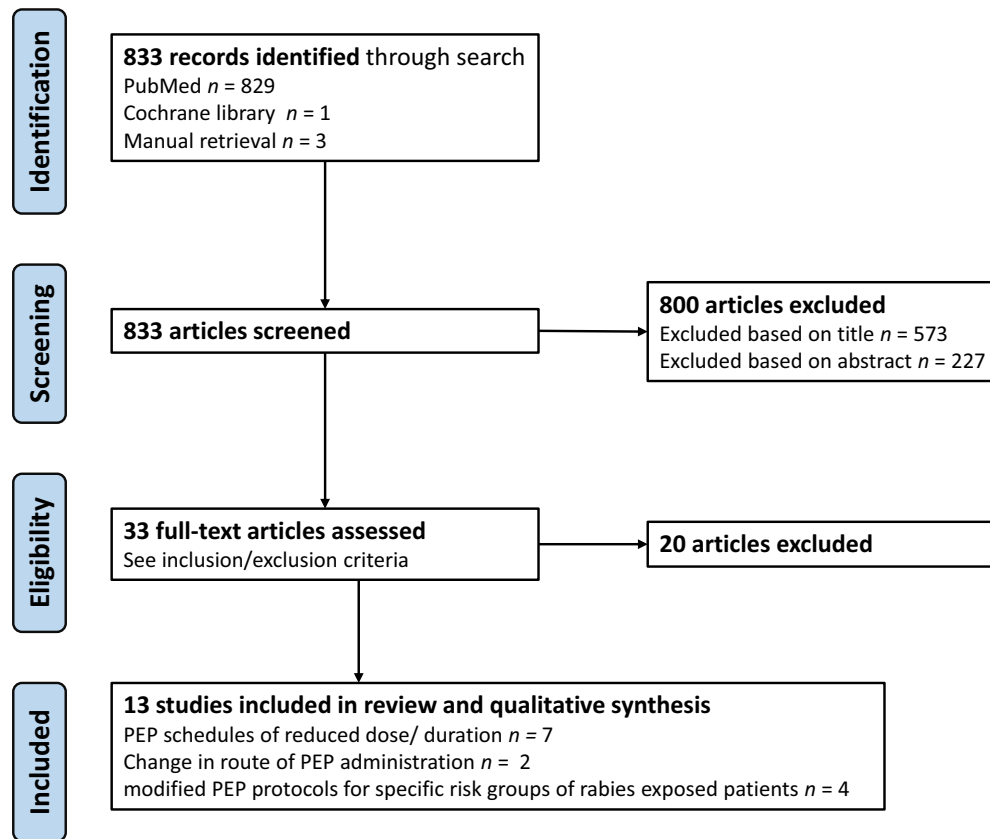 Identification
833 records identified through search
PubMed n = 829
Cochrane library n = 1
Manual retrieval n = 3
Screening
833 articles screened
800 articles excluded
Excluded based on title n = 573
Excluded based on abstract n = 227
Eligibility
33 full-text articles assessed
See inclusion/exclusion criteria
20 articles excluded
Included
13 studies included in review and qualitative synthesis
PEP schedules of reduced dose/ duration n = 7
Change in route of PEP administration n = 2
modified PEP protocols for specific risk groups of rabies exposed patients n = 4